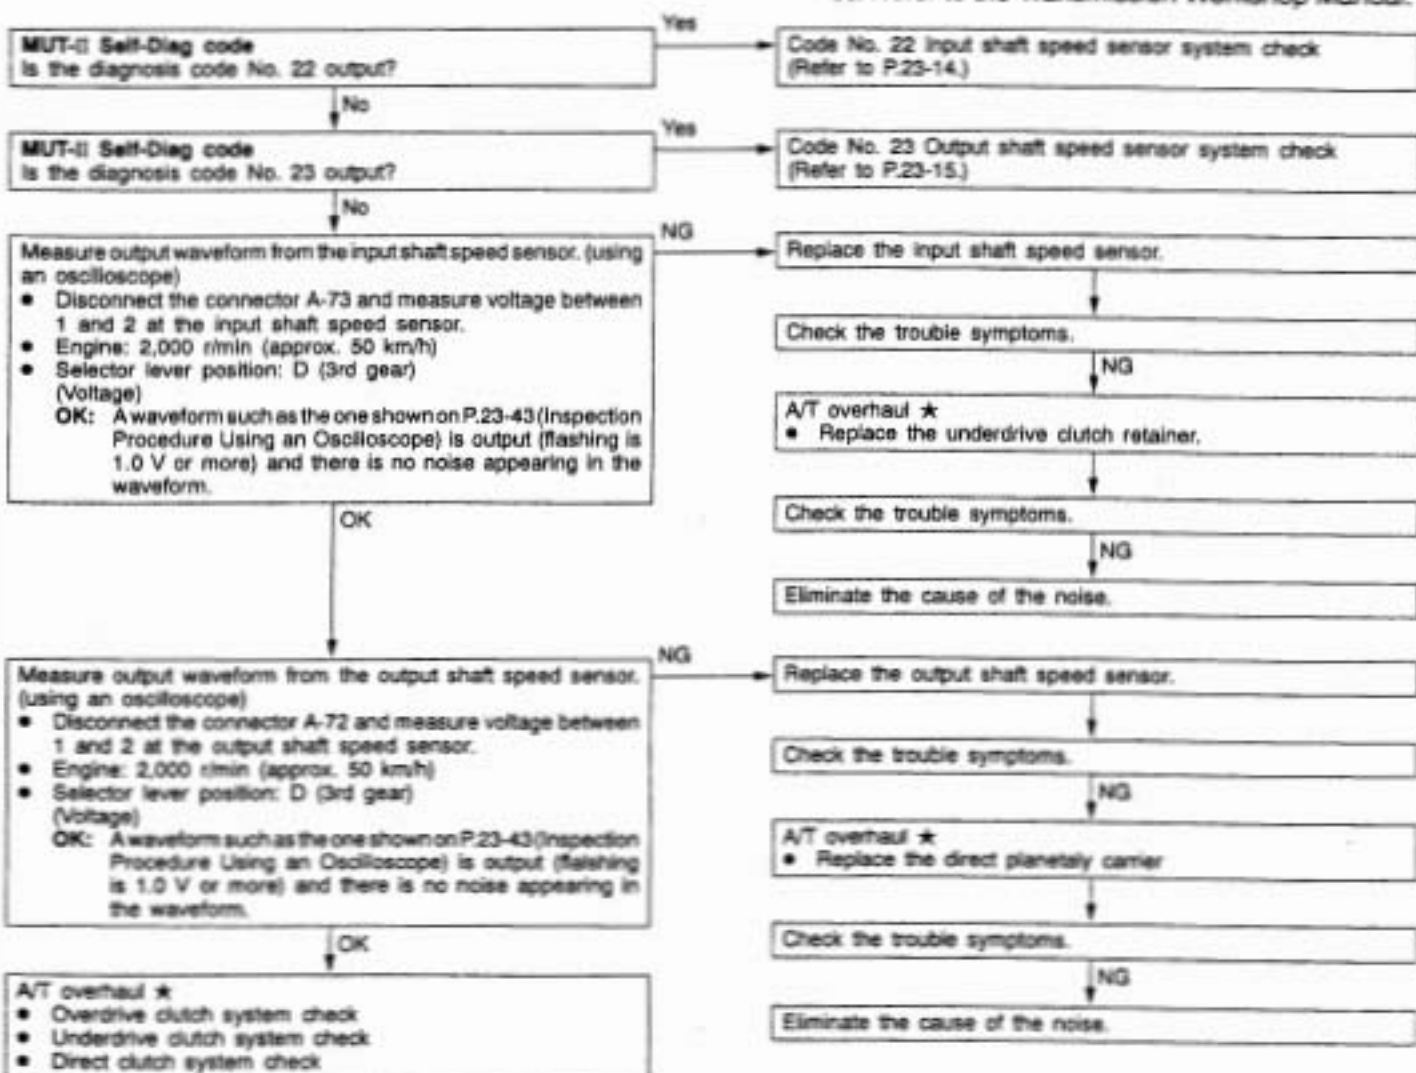 Refer to the Transmission Workshop Manual.
MUT-II Self-Diag code
Is the diagnosis code No. 22 output?
Yes
Code No. 22 Input shaft speed sensor system check
(Refer to P.23-14.)
No
MUT-II Self-Diag code
Is the diagnosis code No. 23 output?
Yes
Code No. 23 Output shaft speed sensor system check
(Refer to P.23-15.)
No
Measure output waveform from the input shaft speed sensor. (using
an oscilloscope)
● Disconnect the connector A-73 and measure voltage between
1 and 2 at the input shaft speed sensor.
● Engine: 2,000 r/min (approx. 50 km/h)
● Selector lever position: D (3rd gear)
(Voltage)
OK: A waveform such as the one shown on P.23-43 (Inspection
Procedure Using an Oscilloscope) is output (flashing is
1.0 V or more) and there is no noise appearing in the
waveform.
NG
Replace the input shaft speed sensor.
Check the trouble symptoms.
NG
A/T overhaul ★
● Replace the underdrive clutch retainer.
Check the trouble symptoms.
NG
Eliminate the cause of the noise.
OK
Measure output waveform from the output shaft speed sensor.
(using an oscilloscope)
● Disconnect the connector A-72 and measure voltage between
1 and 2 at the output shaft speed sensor.
● Engine: 2,000 r/min (approx. 50 km/h)
● Selector lever position: D (3rd gear)
(Voltage)
OK: A waveform such as the one shown on P.23-43 (Inspection
Procedure Using an Oscilloscope) is output (flalshing
is 1.0 V or more) and there is no noise appearing in
the waveform.
NG
Replace the output shaft speed sensor.
Check the trouble symptoms.
NG
A/T overhaul ★
● Replace the direct planetaly carrier
Check the trouble symptoms.
NG
Eliminate the cause of the noise.
OK
A/T overhaul ★
● Overdrive clutch system check
● Underdrive clutch system check
● Direct clutch system check